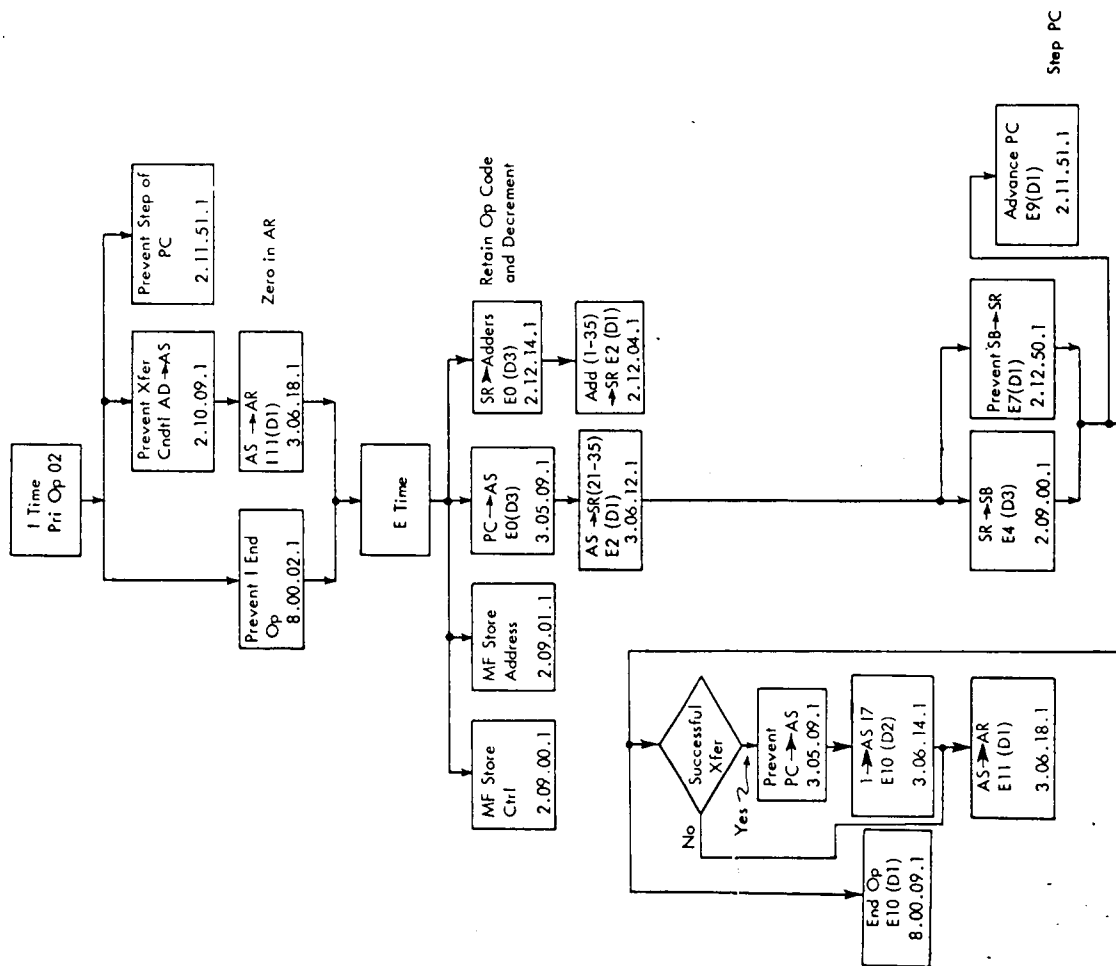 I Time
Pri Op 02
Prevent I End
Op
8.00.02.1
Prevent Xfer
Cndtl AD→AS
2.10.09.1
Prevent Step of
PC
2.11.51.1
AS→AR
I11(D1)
3.06.18.1
Zero in AR
E Time
MF Store
Ctrl
2.09.00.1
MF Store
Address
2.09.01.1
PC→AS
E0(D3)
3.05.09.1
SR→Adders
E0 (D3)
2.12.14.1
Retain Op Code
and Decrement
AS→SR(21-35)
E2 (D1)
3.06.12.1
Add (1-35)
→SR E2 (D1)
2.12.04.1
SR→SB
E4 (D3)
2.09.00.1
Prevent SB→SR
E7(D1)
2.12.50.1
Advance PC
E9(D1)
2.11.51.1
Step PC
End Op
E10 (D1)
8.00.09.1
Successful
Xfer
No
Yes
Prevent
PC→AS
3.05.09.1
1→AS 17
E10 (D2)
3.06.14.1
AS→AR
E11 (D1)
3.06.18.1